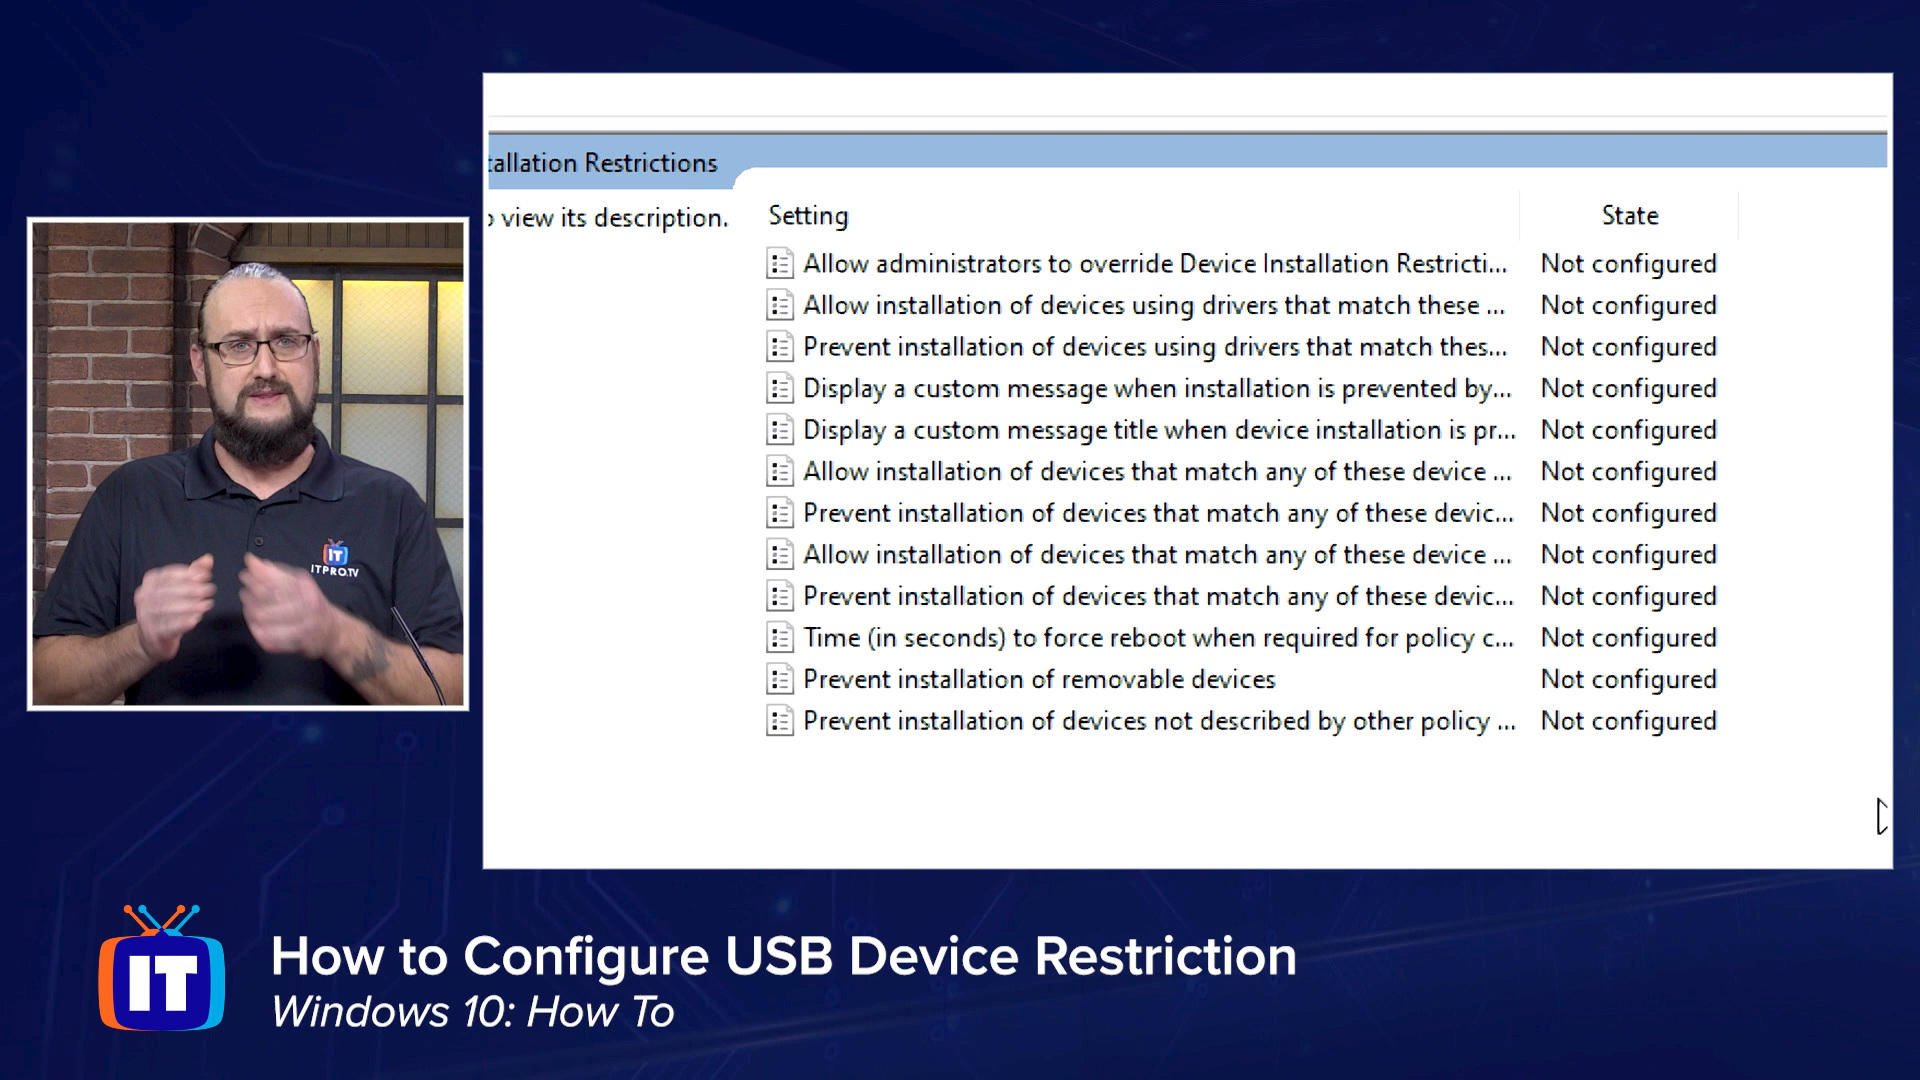 tallation Restrictions
view its description.
Setting State
Allow administrators to override Device Installation Restricti... Not configured
Allow installation of devices using drivers that match these ... Not configured
Prevent installation of devices using drivers that match thes... Not configured
Display a custom message when installation is prevented by... Not configured
Display a custom message title when device installation is pr... Not configured
Allow installation of devices that match any of these device ... Not configured
Prevent installation of devices that match any of these devic... Not configured
Allow installation of devices that match any of these device ... Not configured
Prevent installation of devices that match any of these devic... Not configured
Time (in seconds) to force reboot when required for policy c... Not configured
Prevent installation of removable devices Not configured
Prevent installation of devices not described by other policy ... Not configured
IT
ITPRO.TV
IT
How to Configure USB Device Restriction
Windows 10: How To